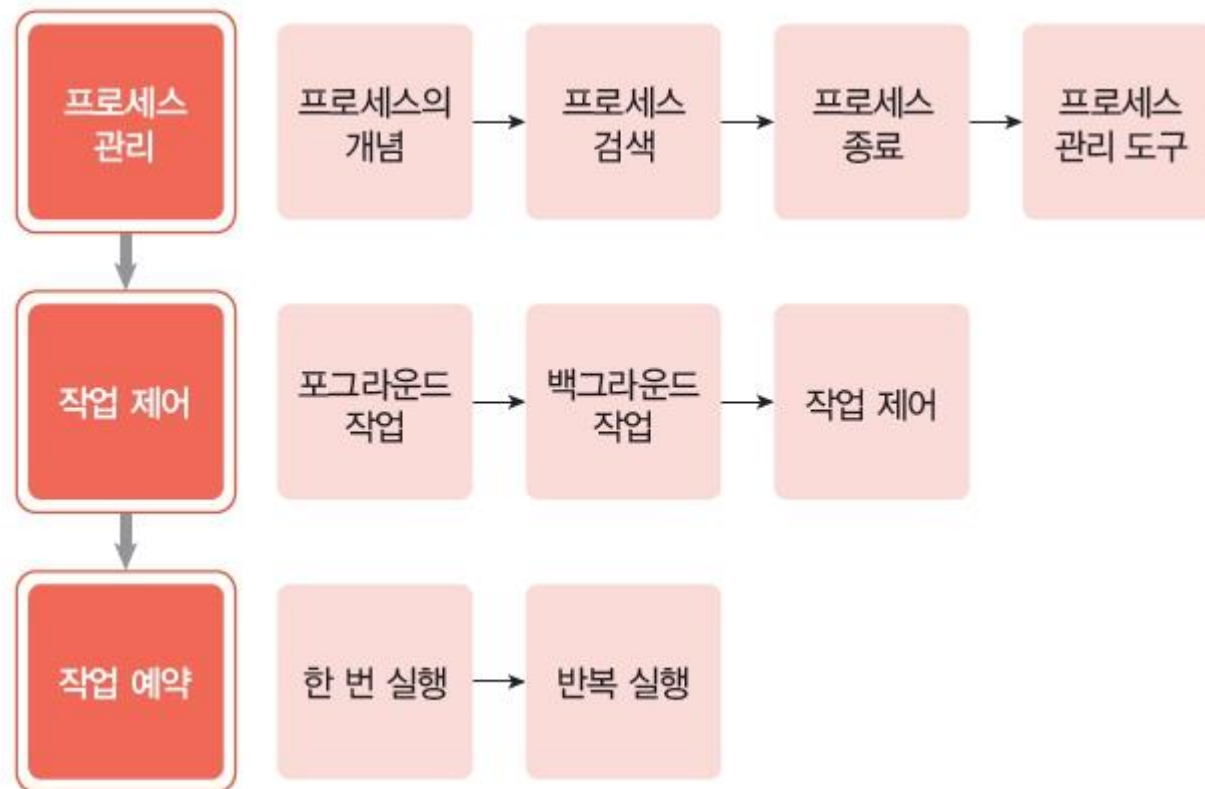 프로세스
관리
프로세스의
개념
프로세스
검색
프로세스
종료
프로세스
관리 도구
작업 제어
포그라운드
작업
백그라운드
작업
작업 제어
작업 예약
한 번 실행
반복 실행